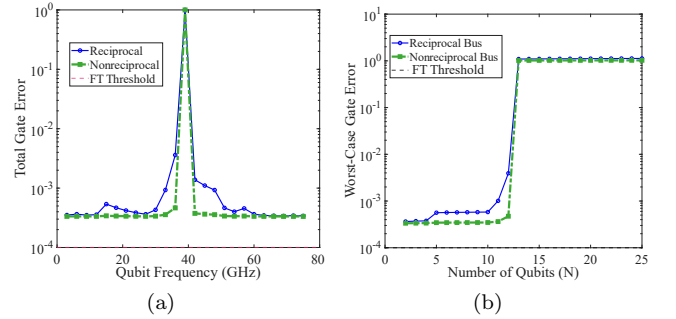 10^0
10^-1
10^-2
10^-3
10^-4
Total Gate Error
Reciprocal
Nonreciprocal
FT Threshold
0 20 40 60 80
Qubit Frequency (GHz)
(a)
10^1
10^0
10^-1
10^-2
10^-3
10^-4
Worst-Case Gate Error
Reciprocal Bus
Nonreciprocal Bus
FT Threshold
0 5 10 15 20 25
Number of Qubits (N)
(b)